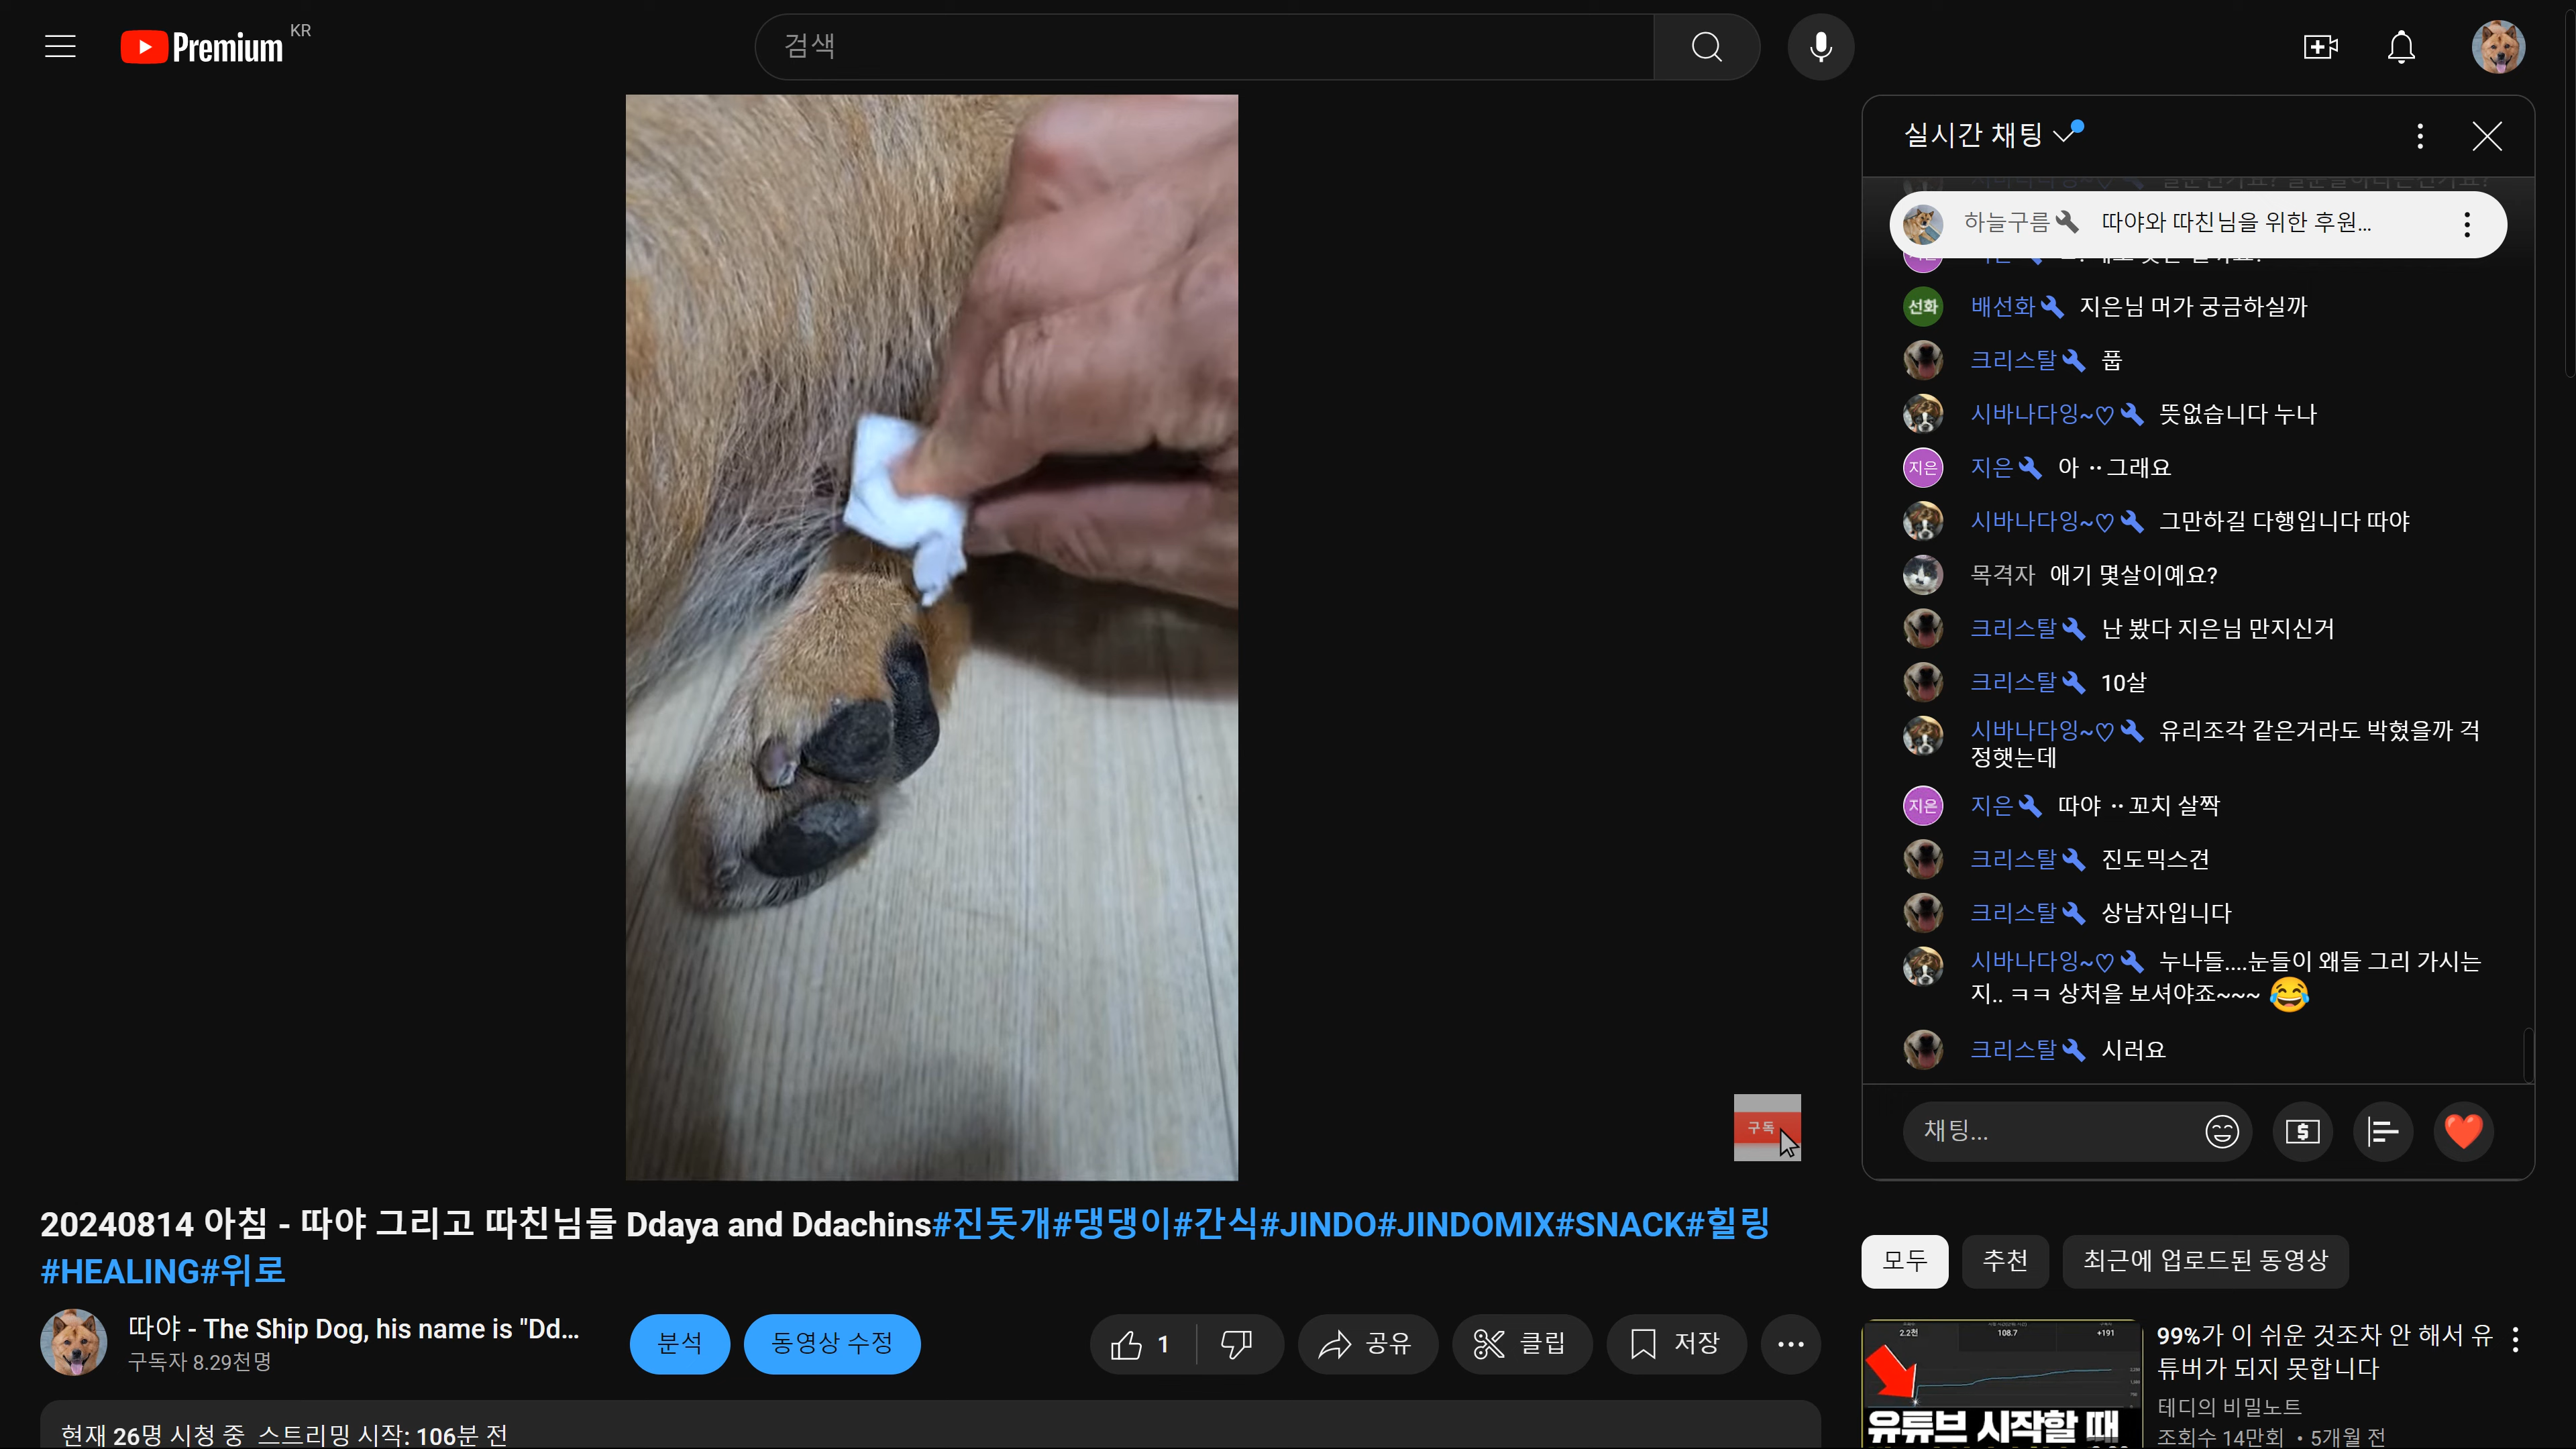 Premium KR
검색
실시간 채팅
하늘구름 따야와 따친님을 위한 후원...
선화 배선화 지은님 머가 궁금하실까
크리스탈 풉
시바나다잉~♡ 뜻없습니다 누나
지은 지은 아 ··그래요
시바나다잉~♡ 그만하길 다행입니다 따야
목격자 애기 몇살이예요?
크리스탈 난 봤다 지은님 만지신거
크리스탈 10살
시바나다잉~♡ 유리조각 같은거라도 박혔을까 걱
정햇는데
지은 지은 따야 ··꼬치 살짝
크리스탈 진도믹스견
크리스탈 상남자입니다
시바나다잉~♡ 누나들....눈들이 왜들 그리 가시는
지.. ㅋㅋ 상처을 보셔야죠~~~ 😂
크리스탈 시러요
채팅...
구독
20240814 아침 - 따야 그리고 따친님들 Ddaya and Ddachins#진돗개#댕댕이#간식#JINDO#JINDOMIX#SNACK#힐링
#HEALING#위로
따야 - The Ship Dog, his name is "Dd...
구독자 8.29천명
분석
동영상 수정
1
공유
클립
저장
현재 26명 시청 중 스트리밍 시작: 106분 전
모두
추천
최근에 업로드된 동영상
2.2천 108.7 +191
유튜브 시작할 때
99%가 이 쉬운 것조차 안 해서 유
튜버가 되지 못합니다
테디의 비밀노트
조회수 14만회 • 5개월 전